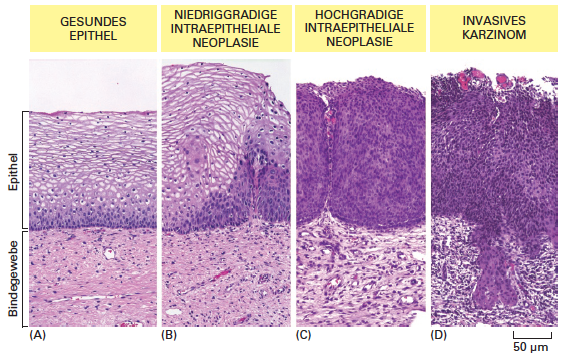 GESUNDES
EPITHEL
NIEDRIGGRADIGE
INTRAEPITHELIALE
NEOPLASIE
HOCHGRADIGE
INTRAEPITHELIALE
NEOPLASIE
INVASIVES
KARZINOM
Epithel
Bindegewebe
(A)
(B)
(C)
(D)
50 µm